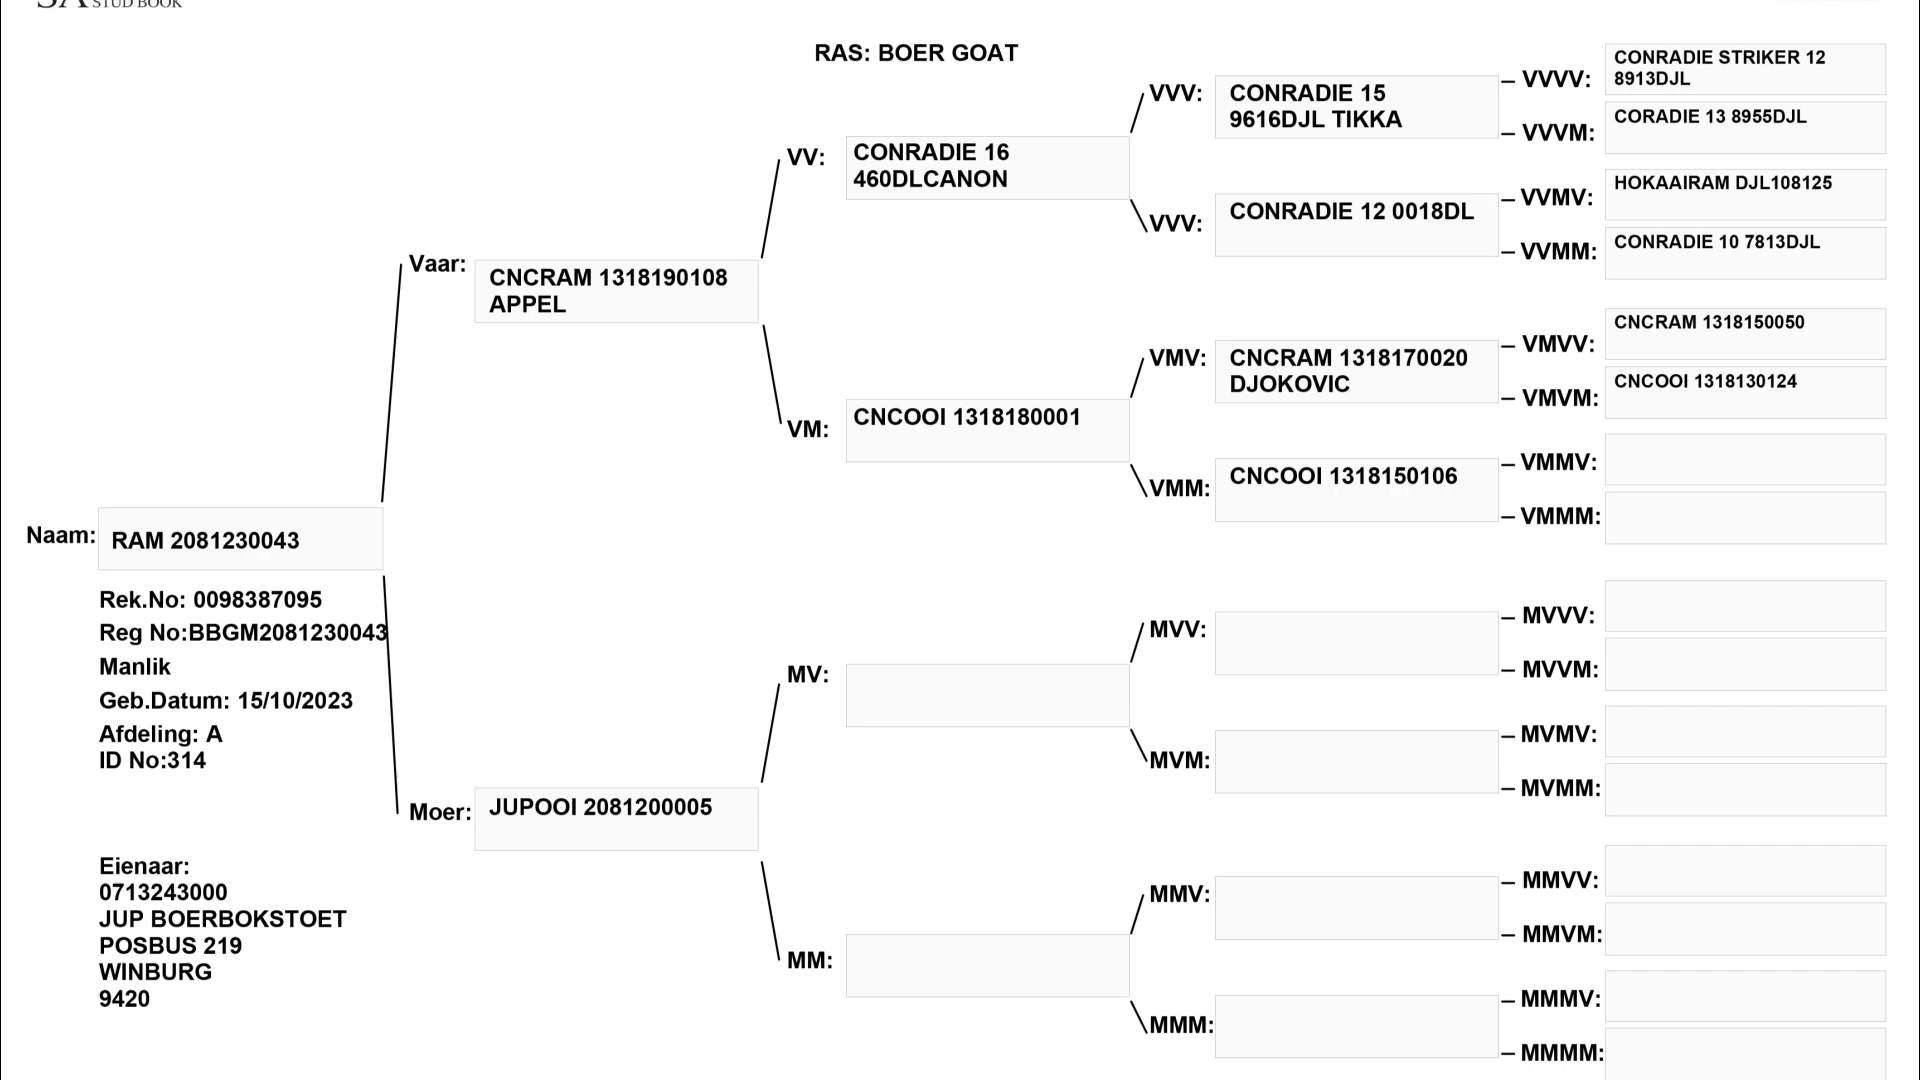 SA STUD BOOK
RAS: BOER GOAT
Naam:
RAM 2081230043
Rek.No: 0098387095
Reg No:BBGM2081230043
Manlik
Geb.Datum: 15/10/2023
Afdeling: A
ID No:314
Eienaar:
0713243000
JUP BOERBOKSTOET
POSBUS 219
WINBURG
9420
Vaar:
CNCRAM 1318190108
APPEL
Moer:
JUPOOI 2081200005
VV:
CONRADIE 16
460DLCANON
VM:
CNCOOI 1318180001
MV:
MM:
VVV:
CONRADIE 15
9616DJL TIKKA
VVV:
CONRADIE 12 0018DL
VMV:
CNCRAM 1318170020
DJOKOVIC
VMM:
CNCOOI 1318150106
MVV:
MVM:
MMV:
MMM:
VVVV:
CONRADIE STRIKER 12
8913DJL
VVVM:
CORADIE 13 8955DJL
VVMV:
HOKAAIRAM DJL108125
VVMM:
CONRADIE 10 7813DJL
VMVV:
CNCRAM 1318150050
VMVM:
CNCOOI 1318130124
VMMV:
VMMM:
MVVV:
MVVM:
MVMV:
MVMM:
MMVV:
MMVM:
MMMV:
MMMM: